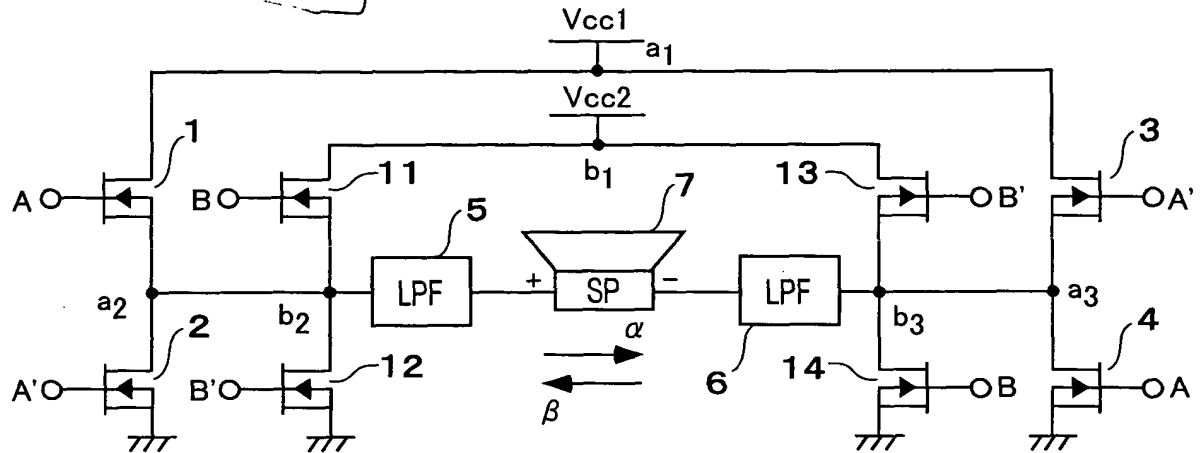 Vcc1
a1
Vcc2
b1
1
11
13
3
A
B
B'
A'
7
5
LPF
+
SP
−
LPF
a2
b2
b3
a3
2
12
α
β
6
14
4
A'
B'
B
A